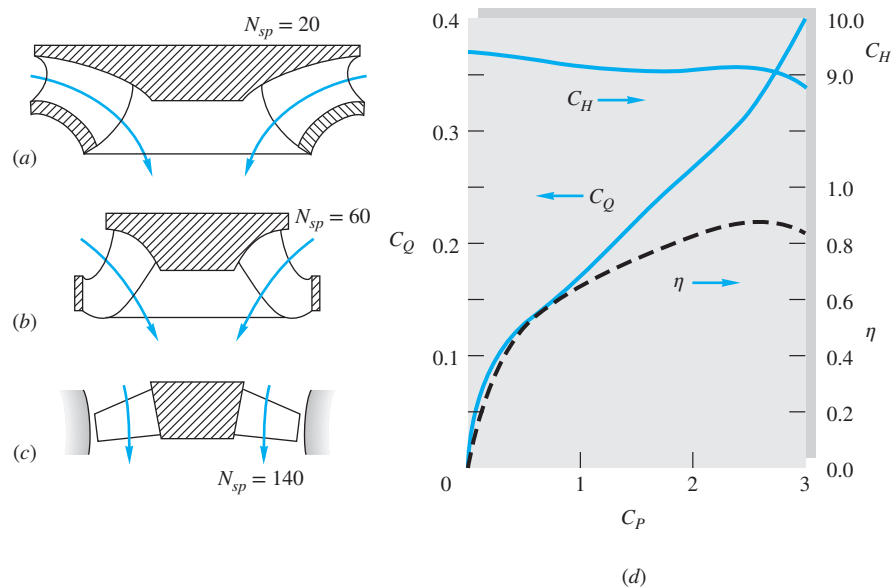 N_sp = 20
(a)
N_sp = 60
(b)
(c)
N_sp = 140
0.4
0.3
C_Q
0.2
0.1
0
1
2
3
C_P
10.0
C_H
9.0
1.0
0.8
0.6
η
0.4
0.2
0.0
C_H
C_Q
η
(d)